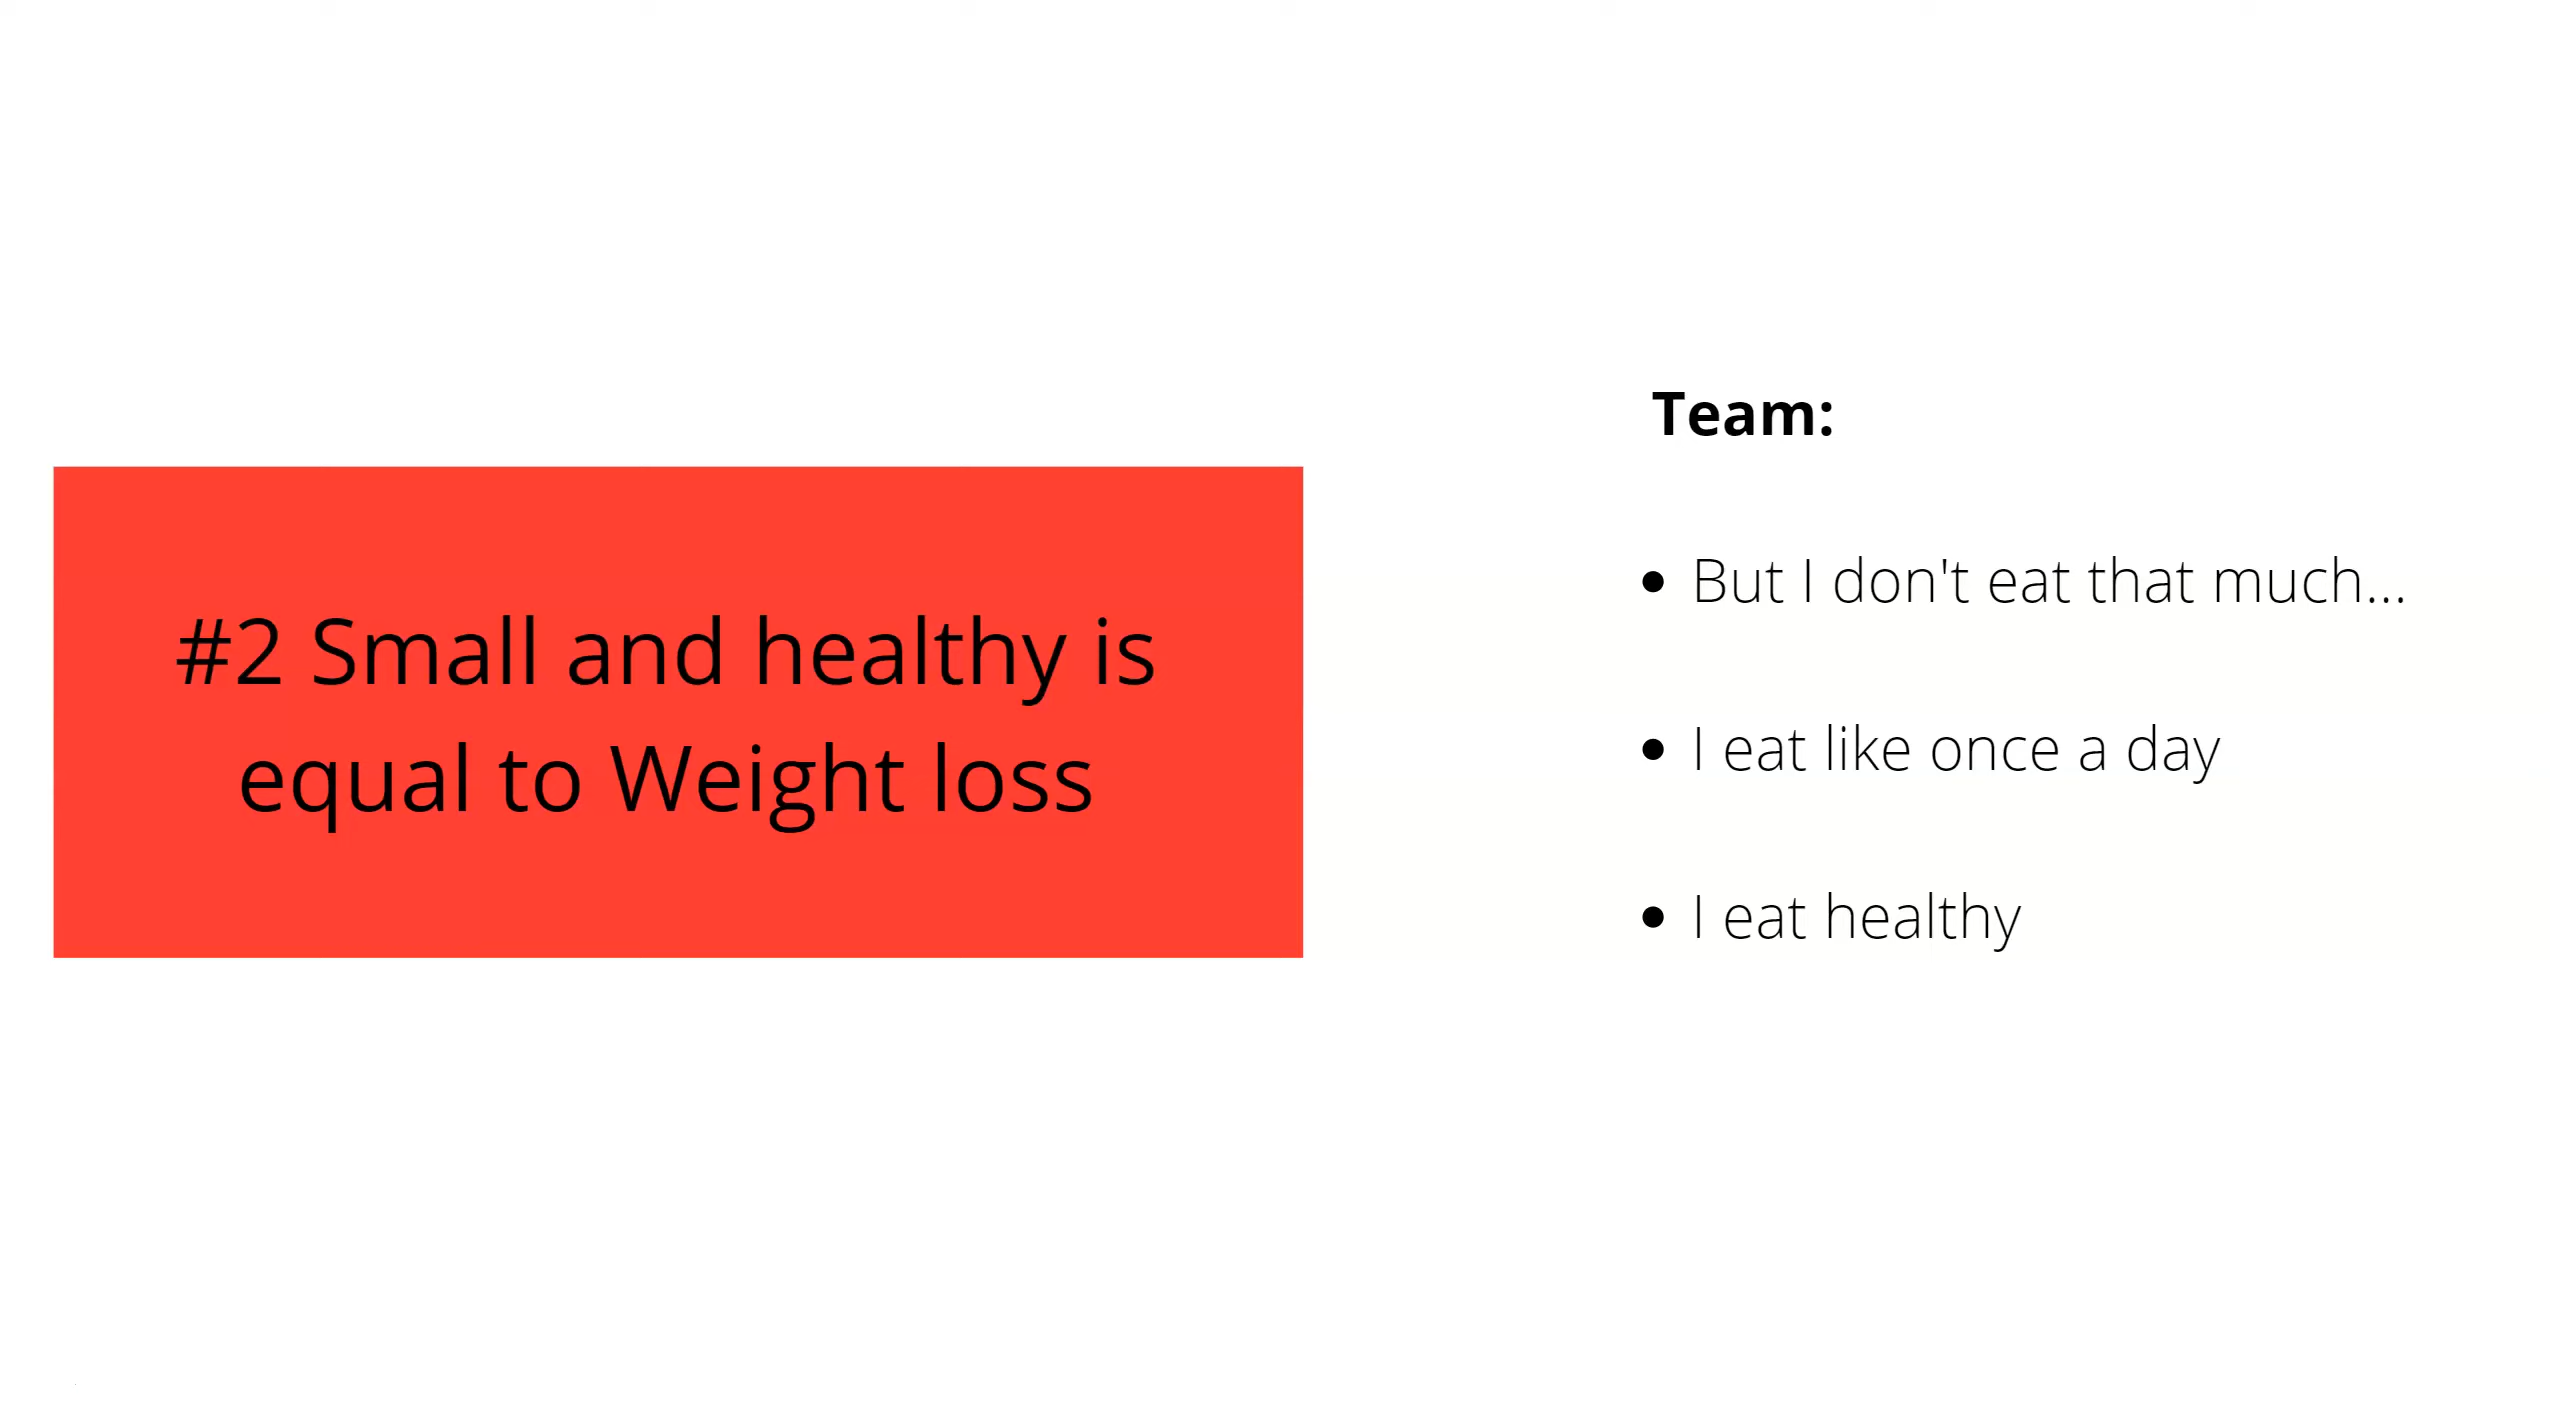 #2 Small and healthy is
equal to Weight loss
Team:
But I don't eat that much...
I eat like once a day
I eat healthy